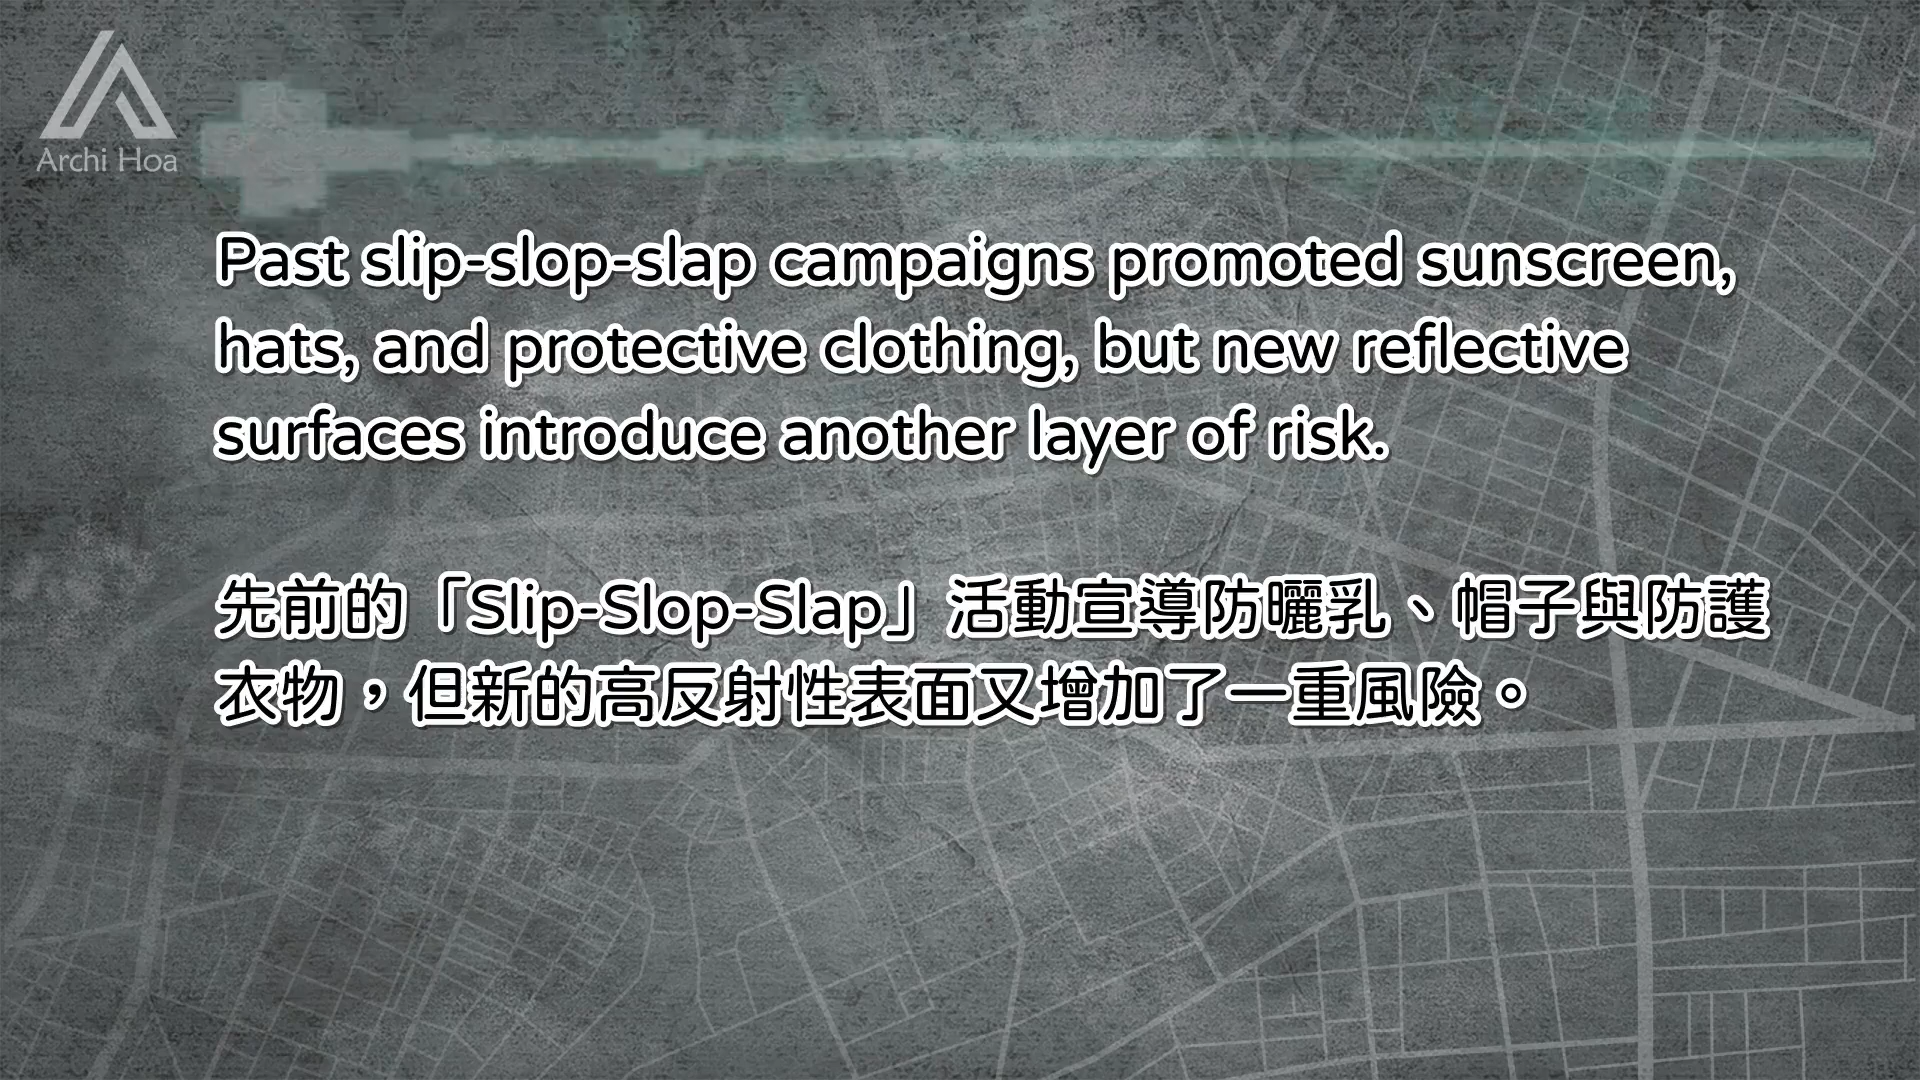 Archi Hoa
Past slip-slop-slap campaigns promoted sunscreen,
hats, and protective clothing, but new reflective
surfaces introduce another layer of risk.
先前的「Slip-Slop-Slap」活動宣導防曬乳、帽子與防護
衣物，但新的高反射性表面又增加了一重風險。